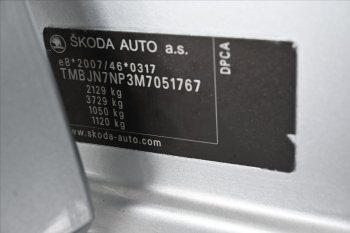 ŠKODA AUTO a.s.
e8*2007/46*0317
TMBJN7NP3M7051767
2129 kg
3729 kg
1050 kg
1120 kg
www.skoda-auto.com
DPCA